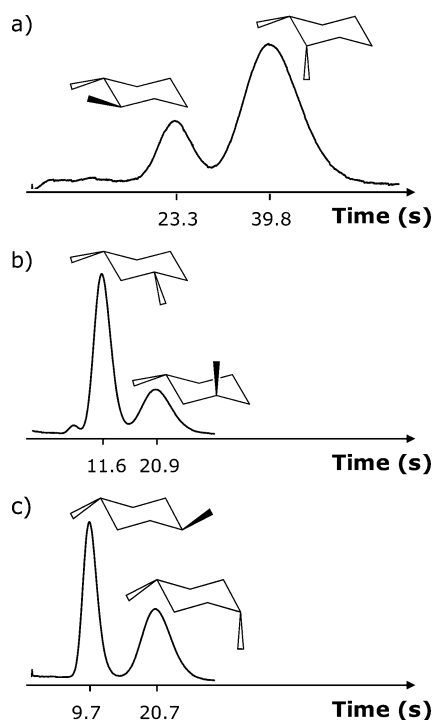 a)
23.3 39.8 Time (s)
b)
11.6 20.9 Time (s)
c)
9.7 20.7 Time (s)